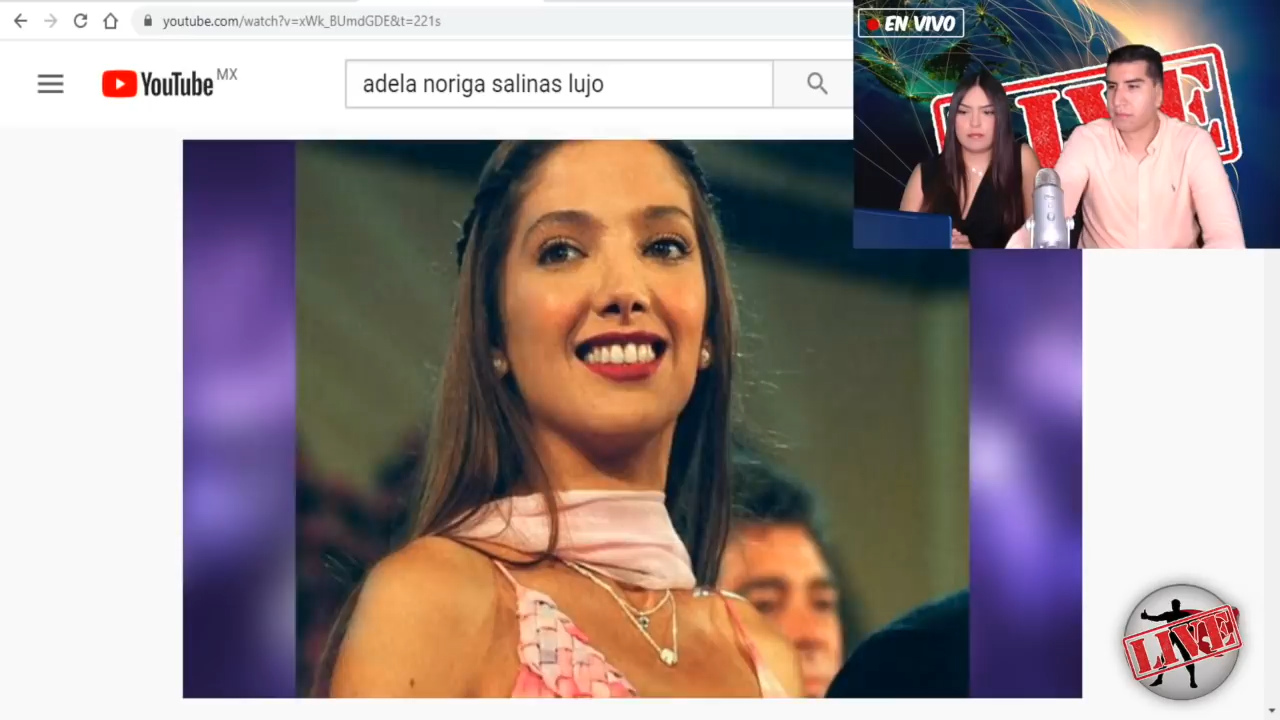 youtube.com/watch?v=xWk_BUmdGDE&t=221s
YouTube MX
adela noriga salinas lujo
EN VIVO
LIVE
LIVE